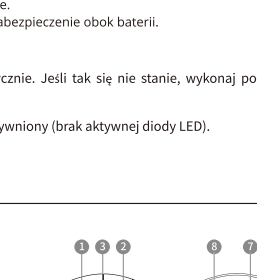 e.
abezpieczenie obok baterii.
cznie. Jeśli tak się nie stanie, wykonaj po
ywniony (brak aktywnej diody LED).
1 3 2 8 7